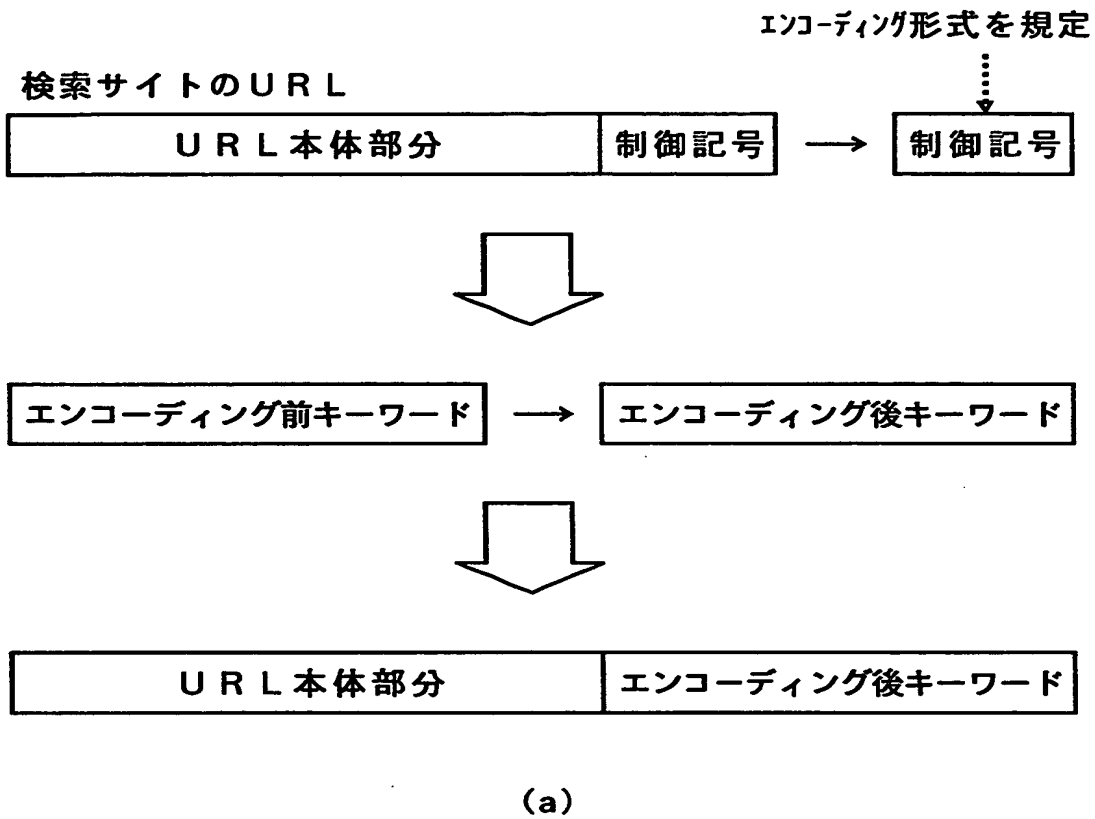 エンコーディング形式を規定
検索サイトのURL
URL本体部分 制御記号 → 制御記号
エンコーディング前キーワード → エンコーディング後キーワード
URL本体部分 エンコーディング後キーワード
(a)